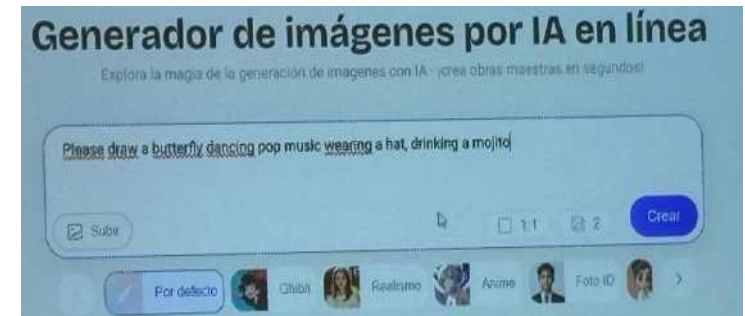 Generador de imágenes por IA en línea
Explora la magia de la generación de imagenes con IA - ¡crea obras maestras en segundos!
Please draw a butterfly dancing pop music wearing a hat, drinking a mojito
Subir
1:1
2
Crear
Por defecto
Ghibli
Realismo
Anime
Foto ID